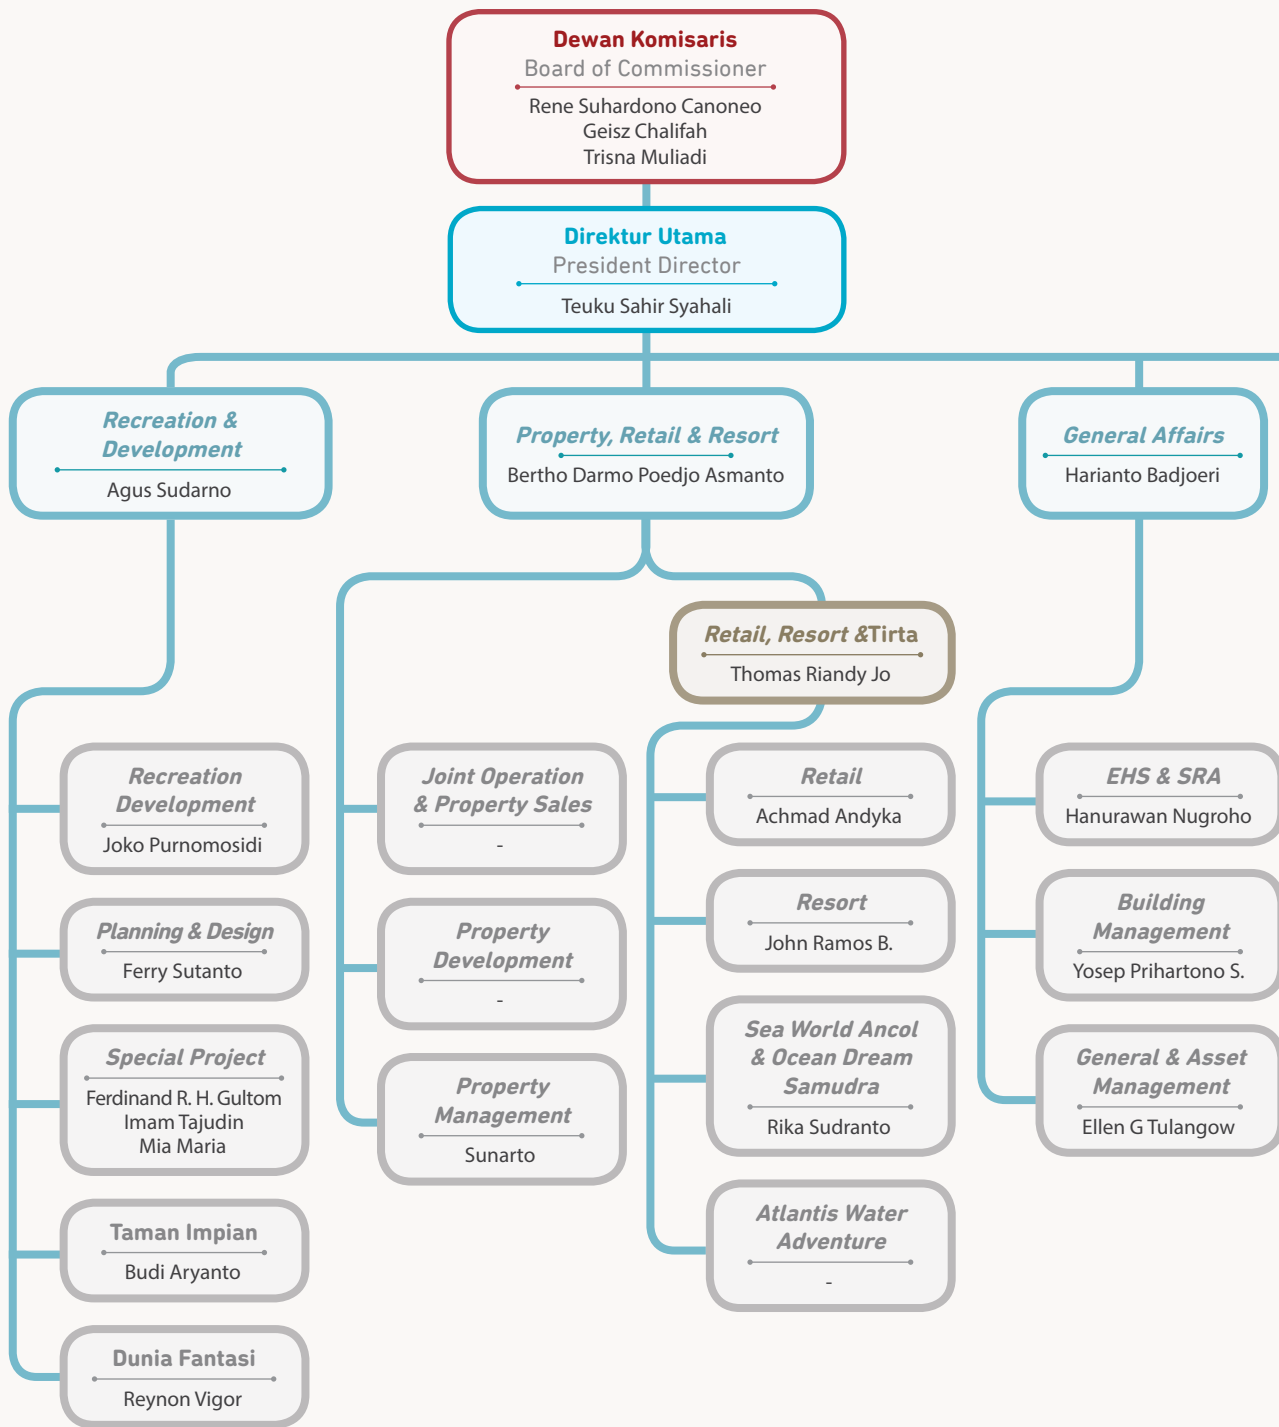 Dewan Komisaris
Board of Commissioner
Rene Suhardono Canoneo
Geisz Chalifah
Trisna Muliadi
Direktur Utama
President Director
Teuku Sahir Syahali
Recreation &
Development
Agus Sudarno
Property, Retail & Resort
Bertho Darmo Poedjo Asmanto
General Affairs
Harianto Badjoeri
Retail, Resort &Tirta
Thomas Riandy Jo
Recreation
Development
Joko Purnomosidi
Planning & Design
Ferry Sutanto
Special Project
Ferdinand R. H. Gultom
Imam Tajudin
Mia Maria
Taman Impian
Budi Aryanto
Dunia Fantasi
Reynon Vigor
Joint Operation
& Property Sales
-
Property
Development
-
Property
Management
Sunarto
Retail
Achmad Andyka
Resort
John Ramos B.
Sea World Ancol
& Ocean Dream
Samudra
Rika Sudranto
Atlantis Water
Adventure
-
EHS & SRA
Hanurawan Nugroho
Building
Management
Yosep Prihartono S.
General & Asset
Management
Ellen G Tulangow